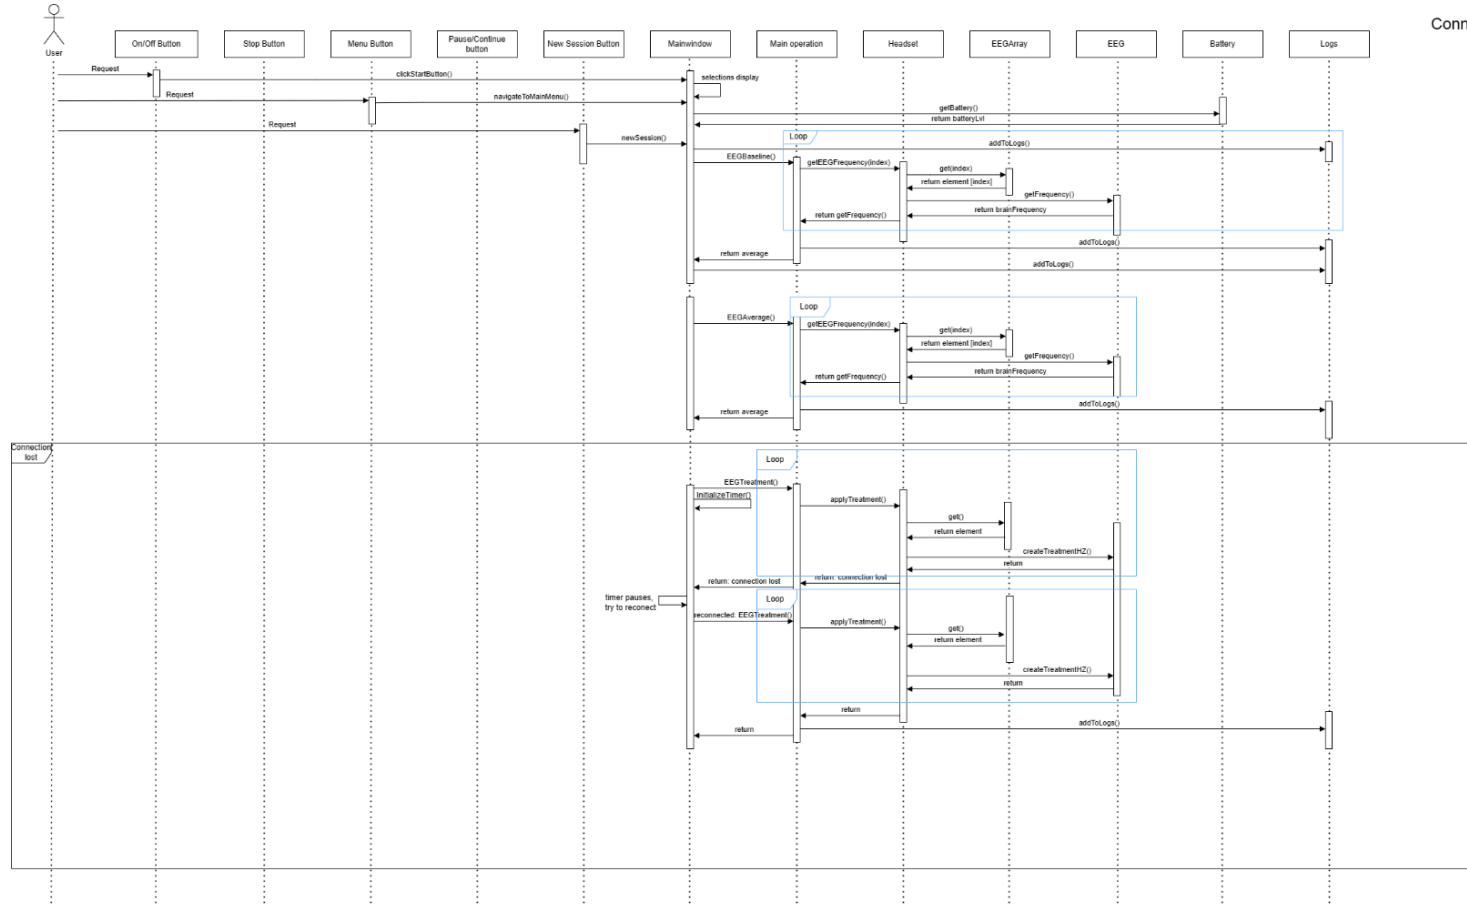 Conn
User
On/Off Button
Stop Button
Menu Button
Pause/Continue
button
New Session Button
Mainwindow
Main operation
Headset
EEGArray
EEG
Battery
Logs
Request
clickStartButton()
selections display
Request
navigateToMainMenu()
getBattery()
return batteryLvl
Request
newSession()
Loop
addToLogs()
EEGBaseline()
getEEGFrequency(index)
get(index)
return element [index]
getFrequency()
return brainFrequency
return getFrequency()
addToLogs()
return average
addToLogs()
Loop
EEGAverage()
getEEGFrequency(index)
get(index)
return element [index]
getFrequency()
return brainFrequency
return getFrequency()
addToLogs()
return average
Connection
lost
Loop
EEGTreatment()
InitializeTimer()
applyTreatment()
get()
return element
createTreatmentHZ()
return
return: connection lost
return: connection lost
timer pauses,
try to reconect
Loop
reconnected: EEGTreatment()
applyTreatment()
get()
return element
createTreatmentHZ()
return
return
addToLogs()
return